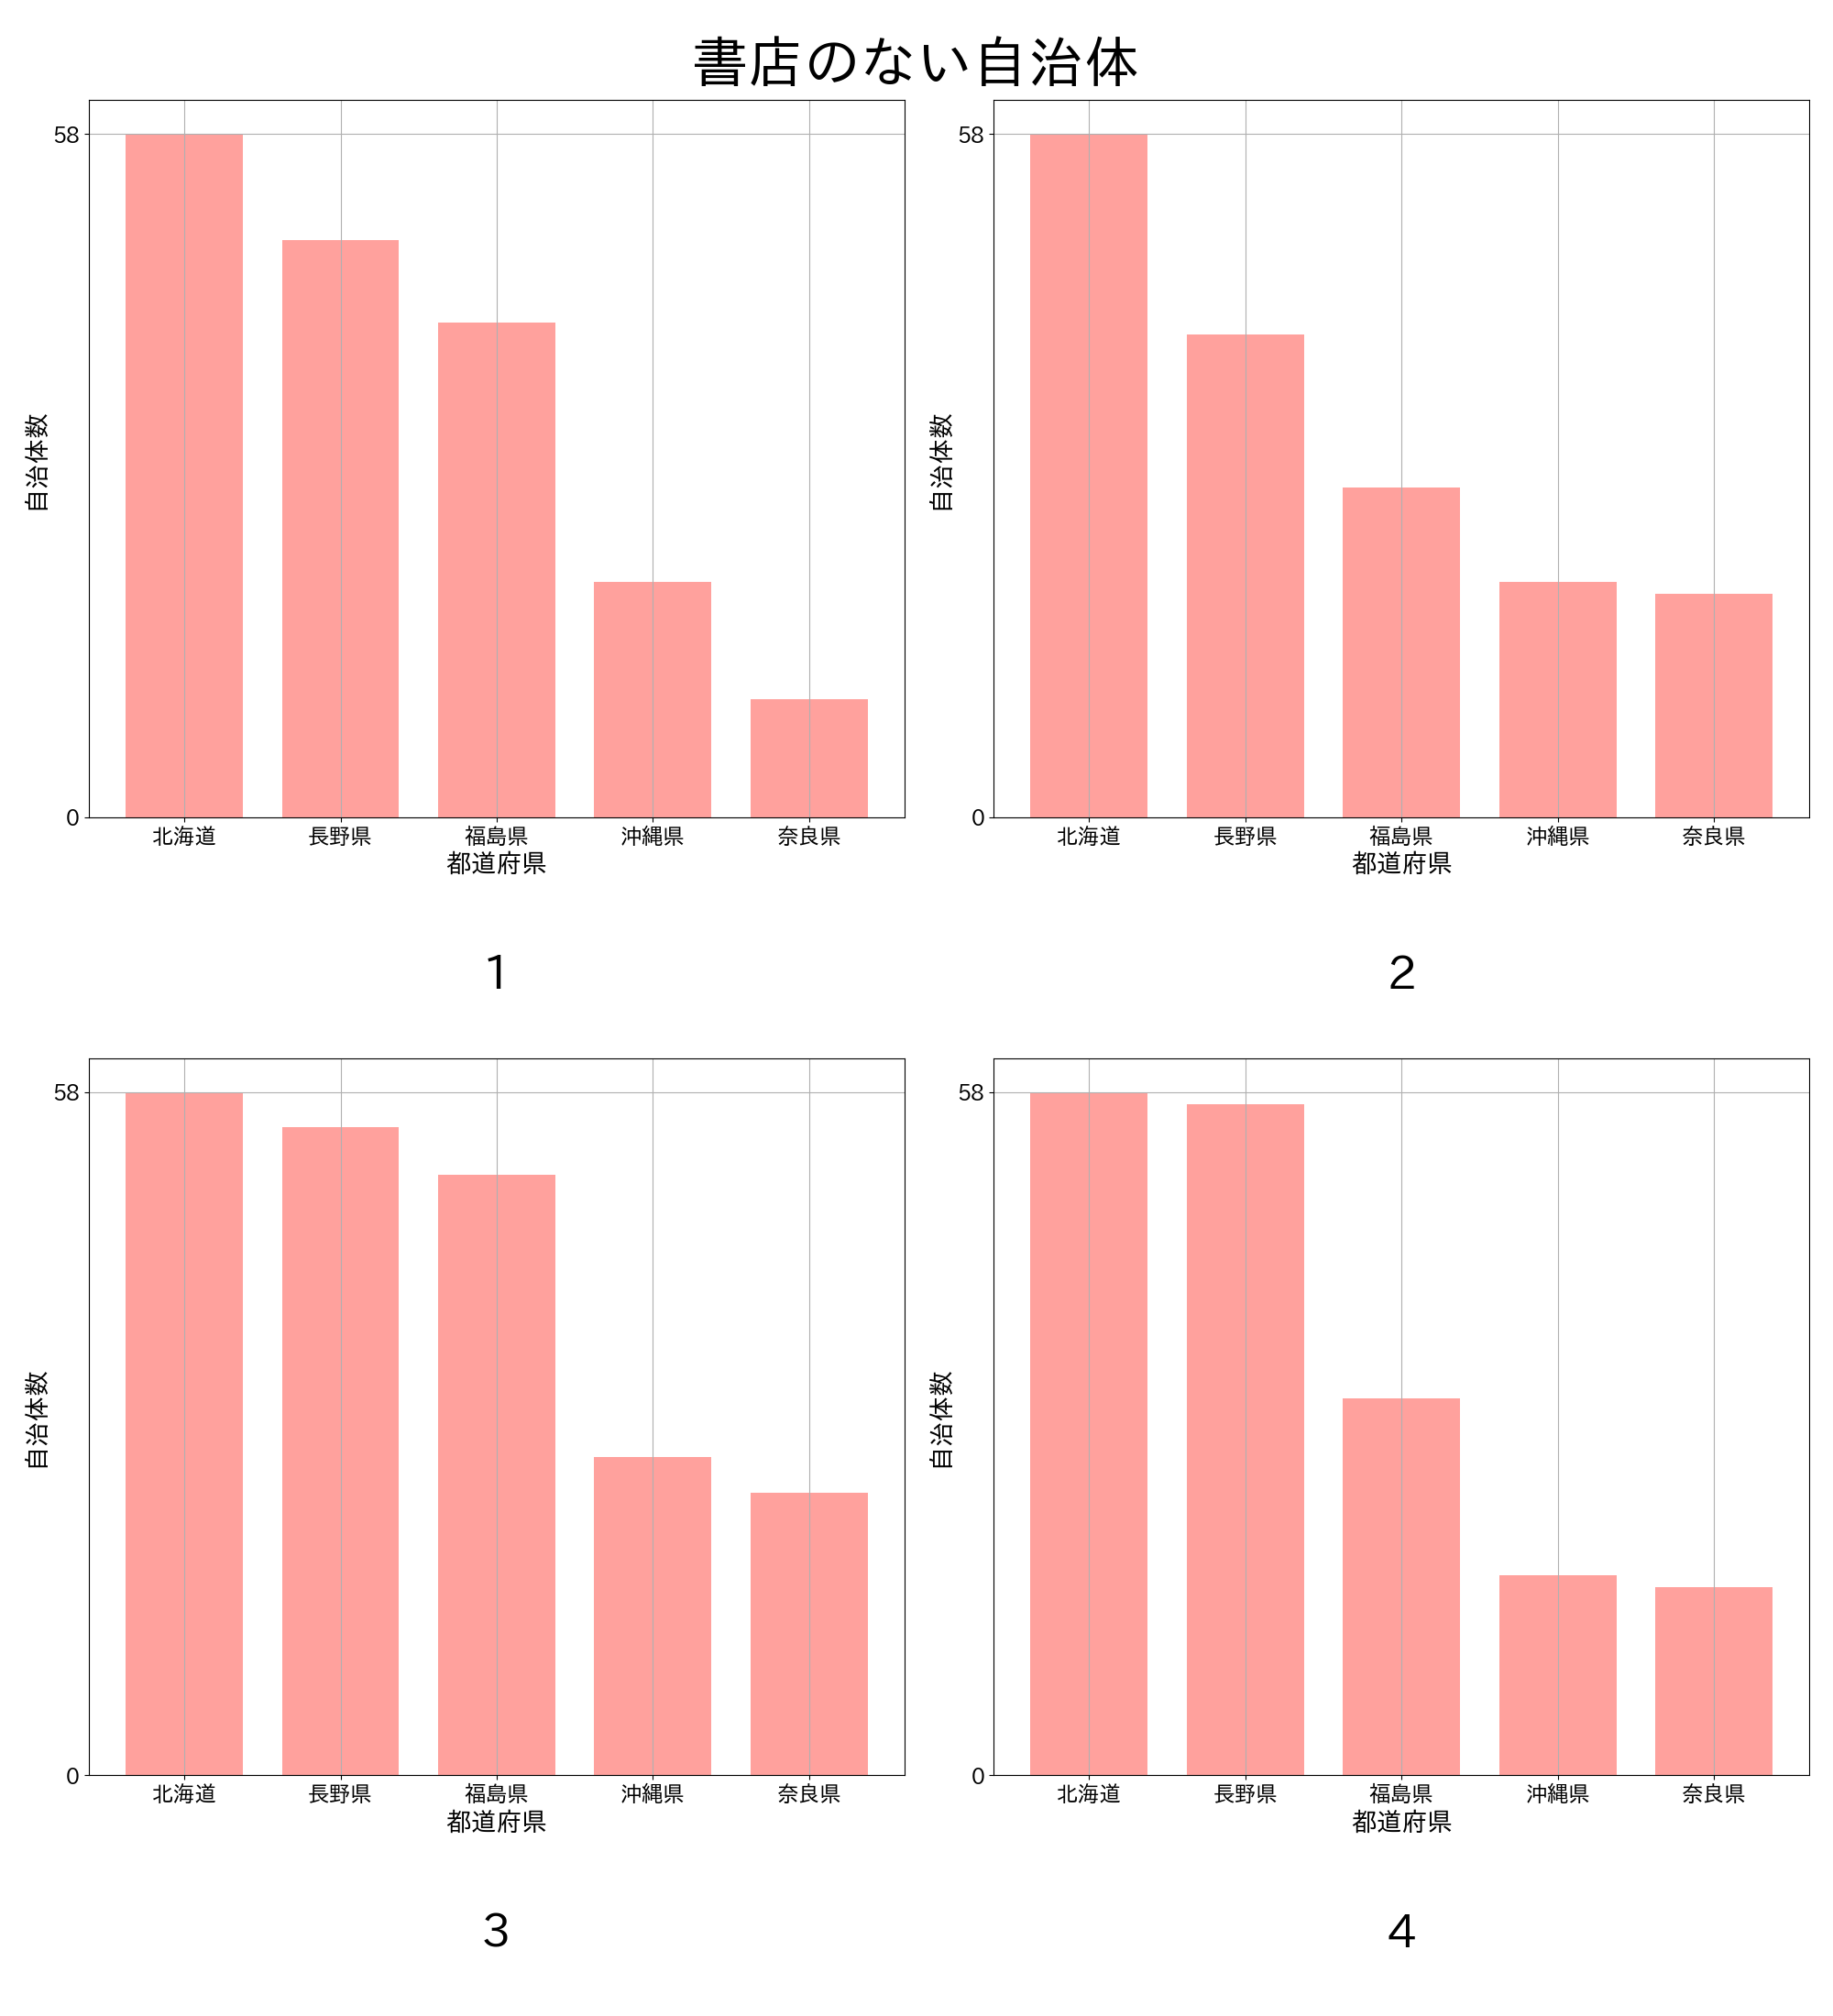 書店のない自治体
58
0
自治体数
北海道 長野県 福島県 沖縄県 奈良県
都道府県
1
58
0
自治体数
北海道 長野県 福島県 沖縄県 奈良県
都道府県
2
58
0
自治体数
北海道 長野県 福島県 沖縄県 奈良県
都道府県
3
58
0
自治体数
北海道 長野県 福島県 沖縄県 奈良県
都道府県
4